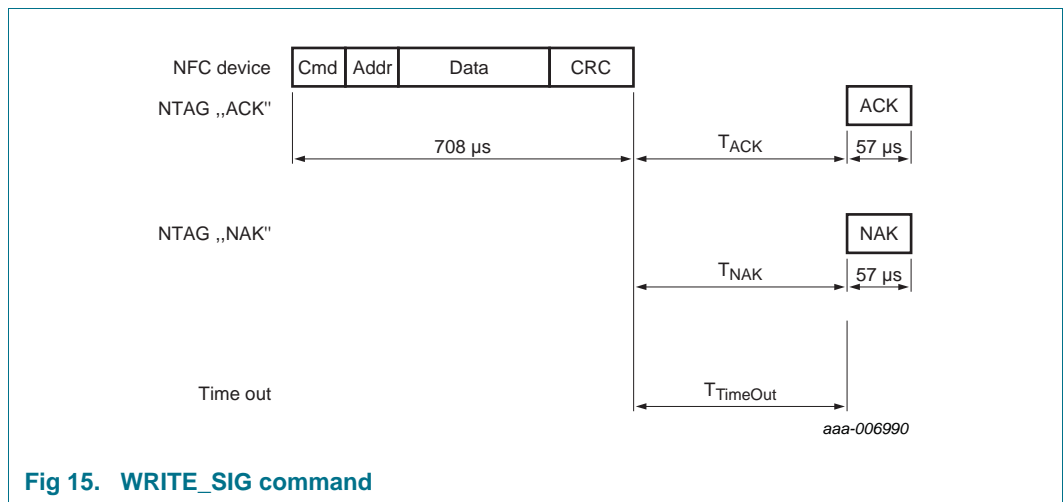 NFC device Cmd Addr Data CRC
NTAG ,,ACK" ACK
708 µs TACK 57 µs
NTAG ,,NAK" NAK
TNAK 57 µs
Time out TTimeOut
aaa-006990
Fig 15. WRITE_SIG command